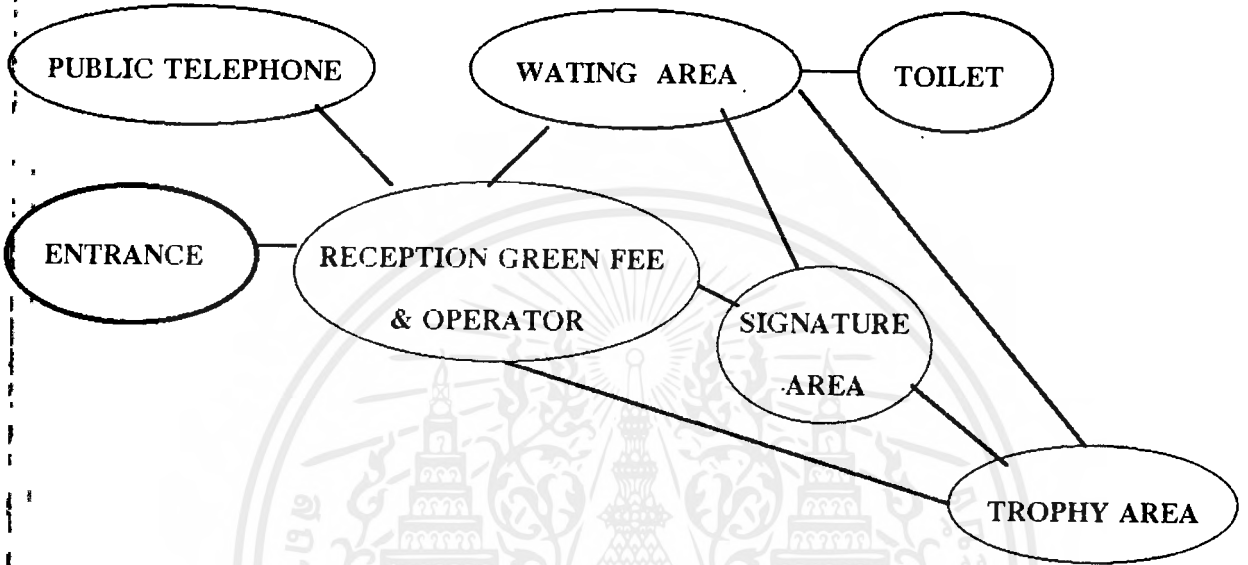 PUBLIC TELEPHONE
WATING AREA
TOILET
ENTRANCE
RECEPTION GREEN FEE
& OPERATOR
SIGNATURE
AREA
TROPHY AREA